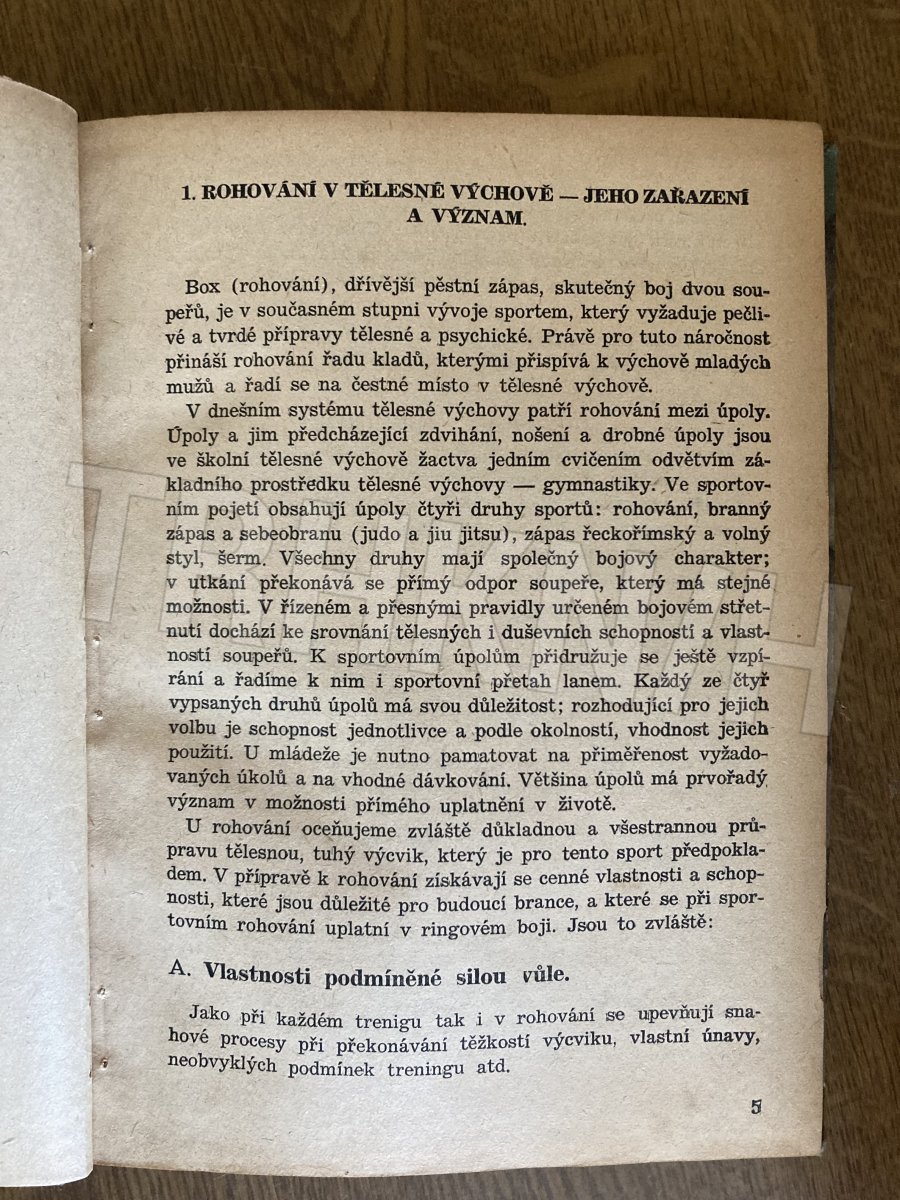 1. ROHOVÁNÍ V TĚLESNÉ VÝCHOVĚ — JEHO ZAŘAZENÍ
A VÝZNAM.
Box (rohování), dřívější pěstní zápas, skutečný boj dvou sou-
peřů, je v současném stupni vývoje sportem, který vyžaduje pečli-
vé a tvrdé přípravy tělesné a psychické. Právě pro tuto náročnost
přináší rohování řadu kladů, kterými přispívá k výchově mladých
mužů a řadí se na čestné místo v tělesné výchově.
V dnešním systému tělesné výchovy patří rohování mezi úpoly.
Úpoly a jim předcházející zdvihání, nošení a drobné úpoly jsou
ve školní tělesné výchově žactva jedním cvičením odvětvím zá-
kladního prostředku tělesné výchovy — gymnastiky. Ve sportov-
ním pojetí obsahují úpoly čtyři druhy sportů: rohování, branný
zápas a sebeobranu (judo a jiu jitsu), zápas řeckořímský a volný
styl, šerm. Všechny druhy mají společný bojový charakter;
v utkání překonává se přímý odpor soupeře, který má stejné
možnosti. V řízeném a přesnými pravidly určeném bojovém střet-
nutí dochází ke srovnání tělesných i duševních schopností a vlast-
ností soupeřů. K sportovním úpolům přidružuje se ještě vzpí-
rání a řadíme k nim i sportovní přetah lanem. Každý ze čtyř
vypsaných druhů úpolů má svou důležitost; rozhodující pro jejich
volbu je schopnost jednotlivce a podle okolností, vhodnost jejich
použití. U mládeže je nutno pamatovat na přiměřenost vyžado-
vaných úkolů a na vhodné dávkování. Většina úpolů má prvořadý
význam v možnosti přímého uplatnění v životě.
U rohování oceňujeme zvláště důkladnou a všestrannou prů-
pravu tělesnou, tuhý výcvik, který je pro tento sport předpokla-
dem. V přípravě k rohování získávají se cenné vlastnosti a schop-
nosti, které jsou důležité pro budoucí brance, a které se při spor-
tovním rohování uplatní v ringovém boji. Jsou to zvláště:
A. Vlastnosti podmíněné silou vůle.
Jako při každém trenigu tak i v rohování se upevňují sna-
hové procesy při překonávání těžkostí výcviku, vlastní únavy,
neobvyklých podmínek treningu atd.
5